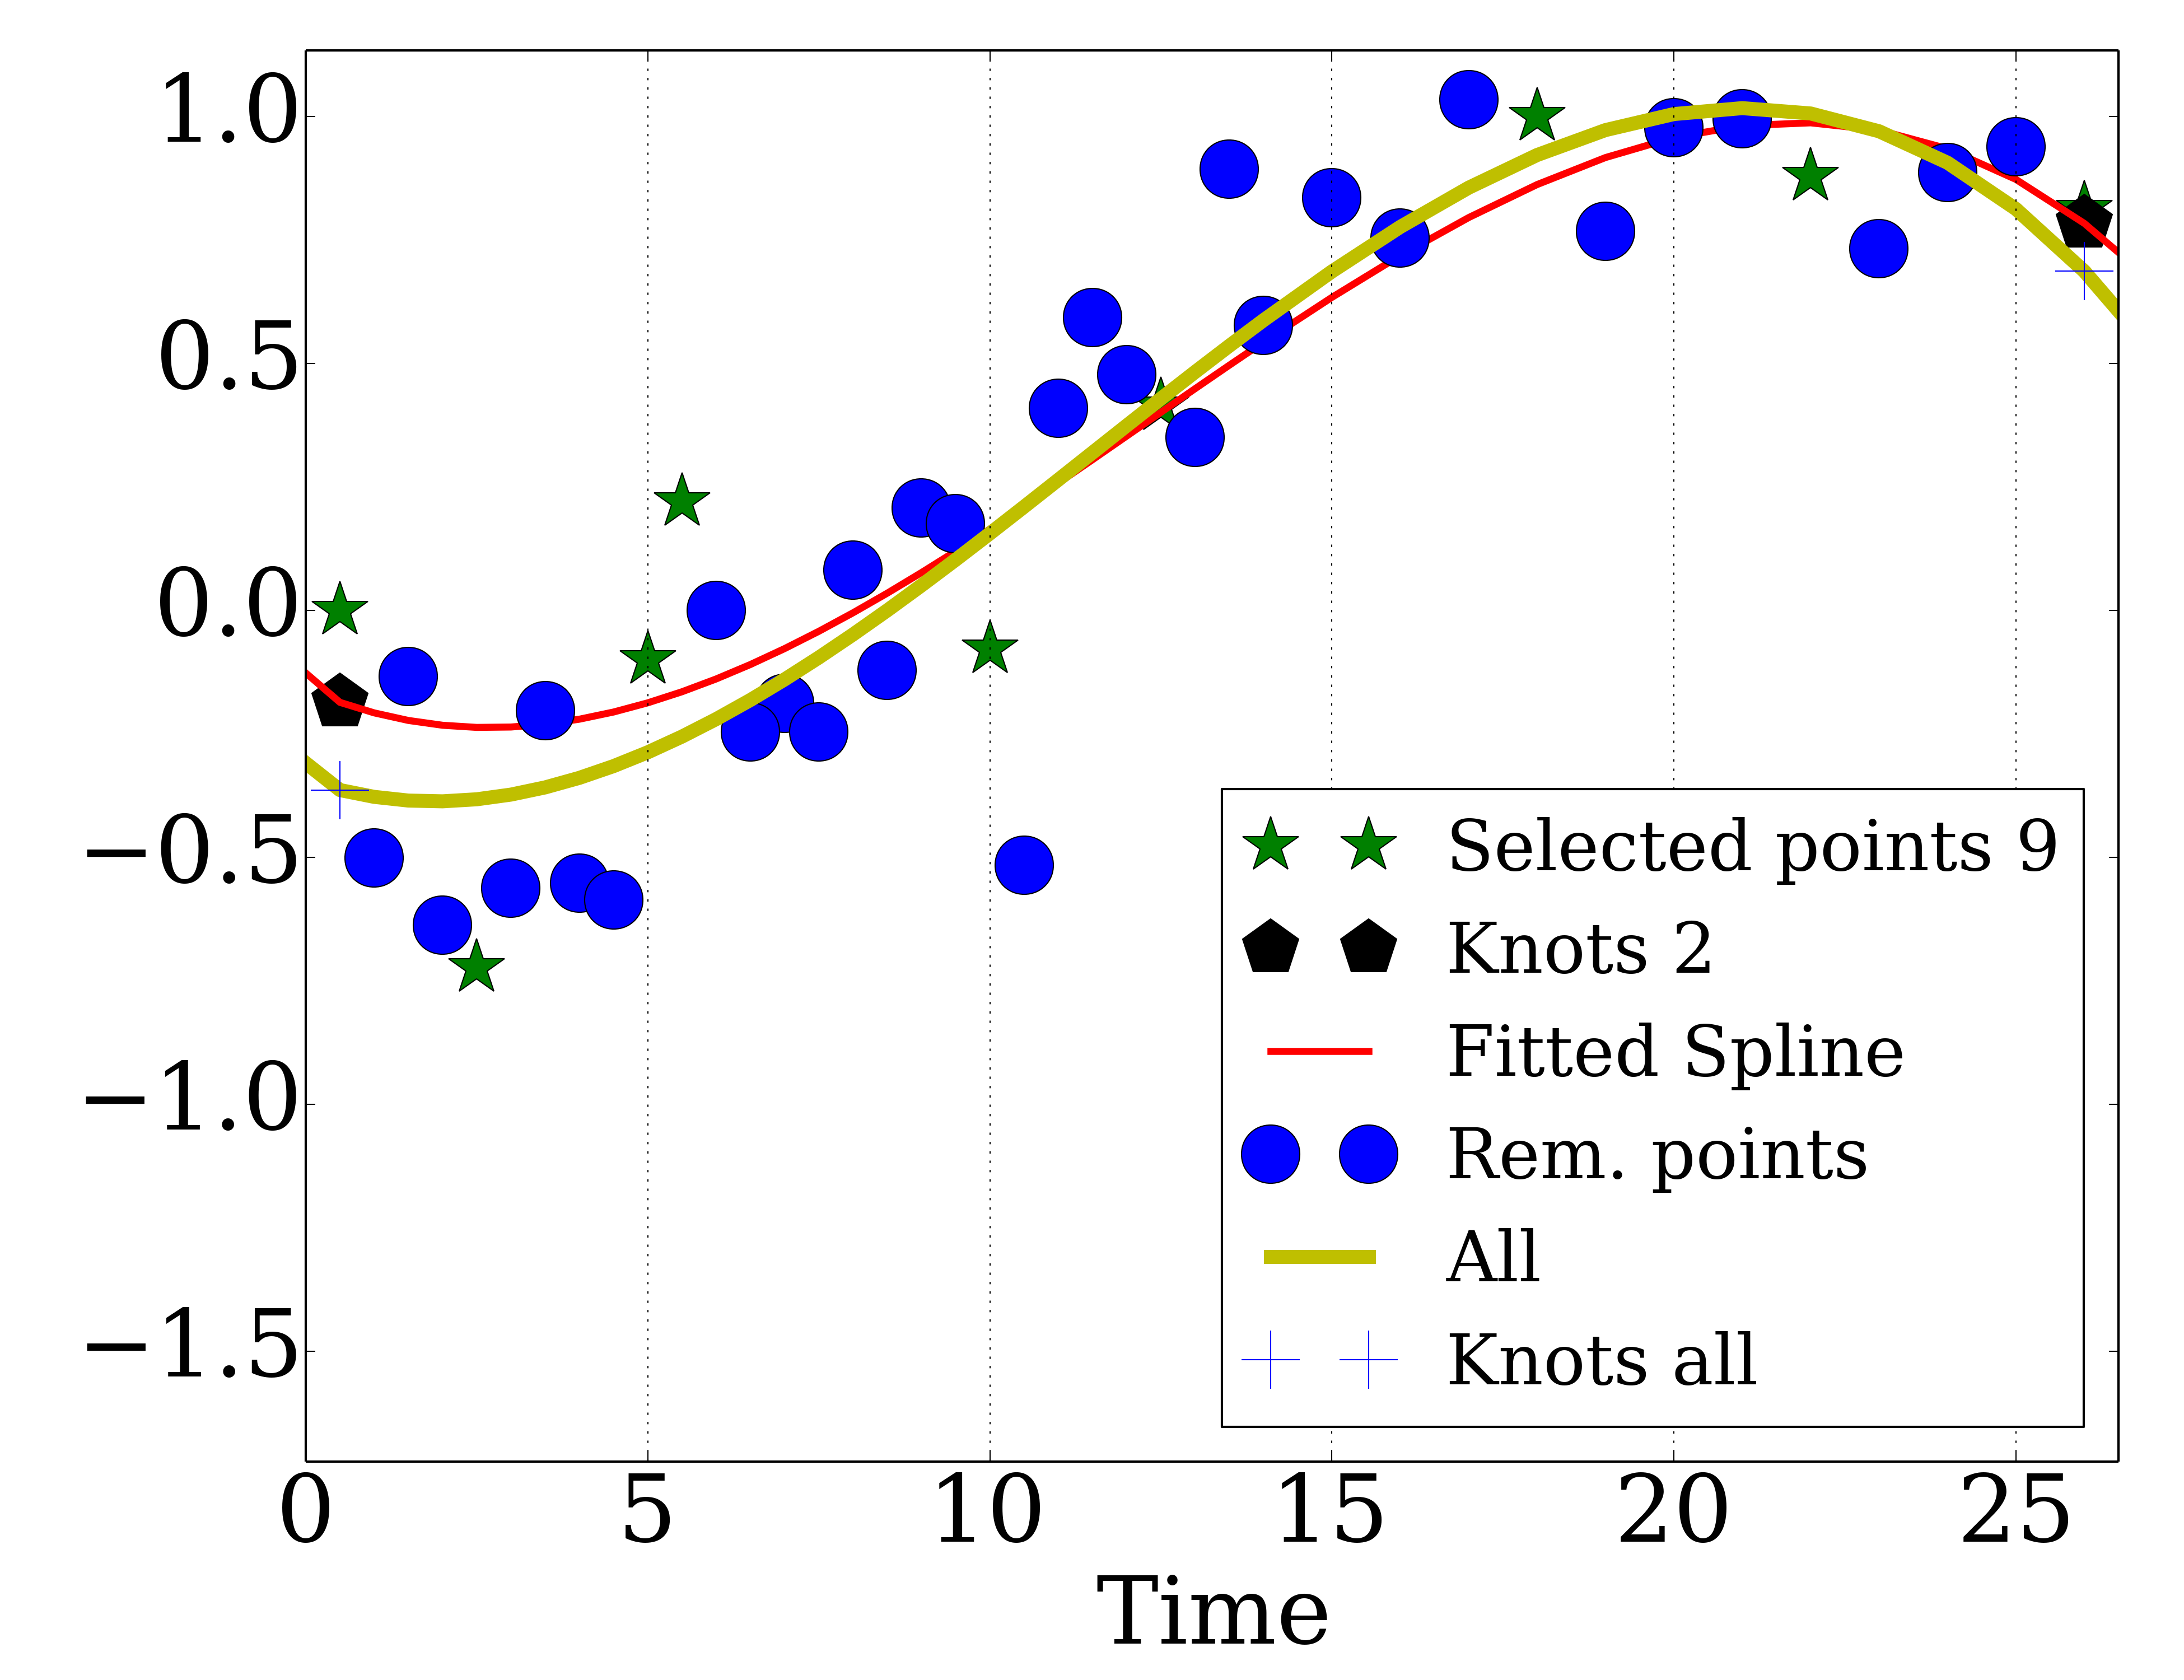 1.0
0.5
0.0
−0.5
−1.0
−1.5
Selected points 9
Knots 2
Fitted Spline
Rem. points
All
Knots all
0 5 10 15 20 25
Time